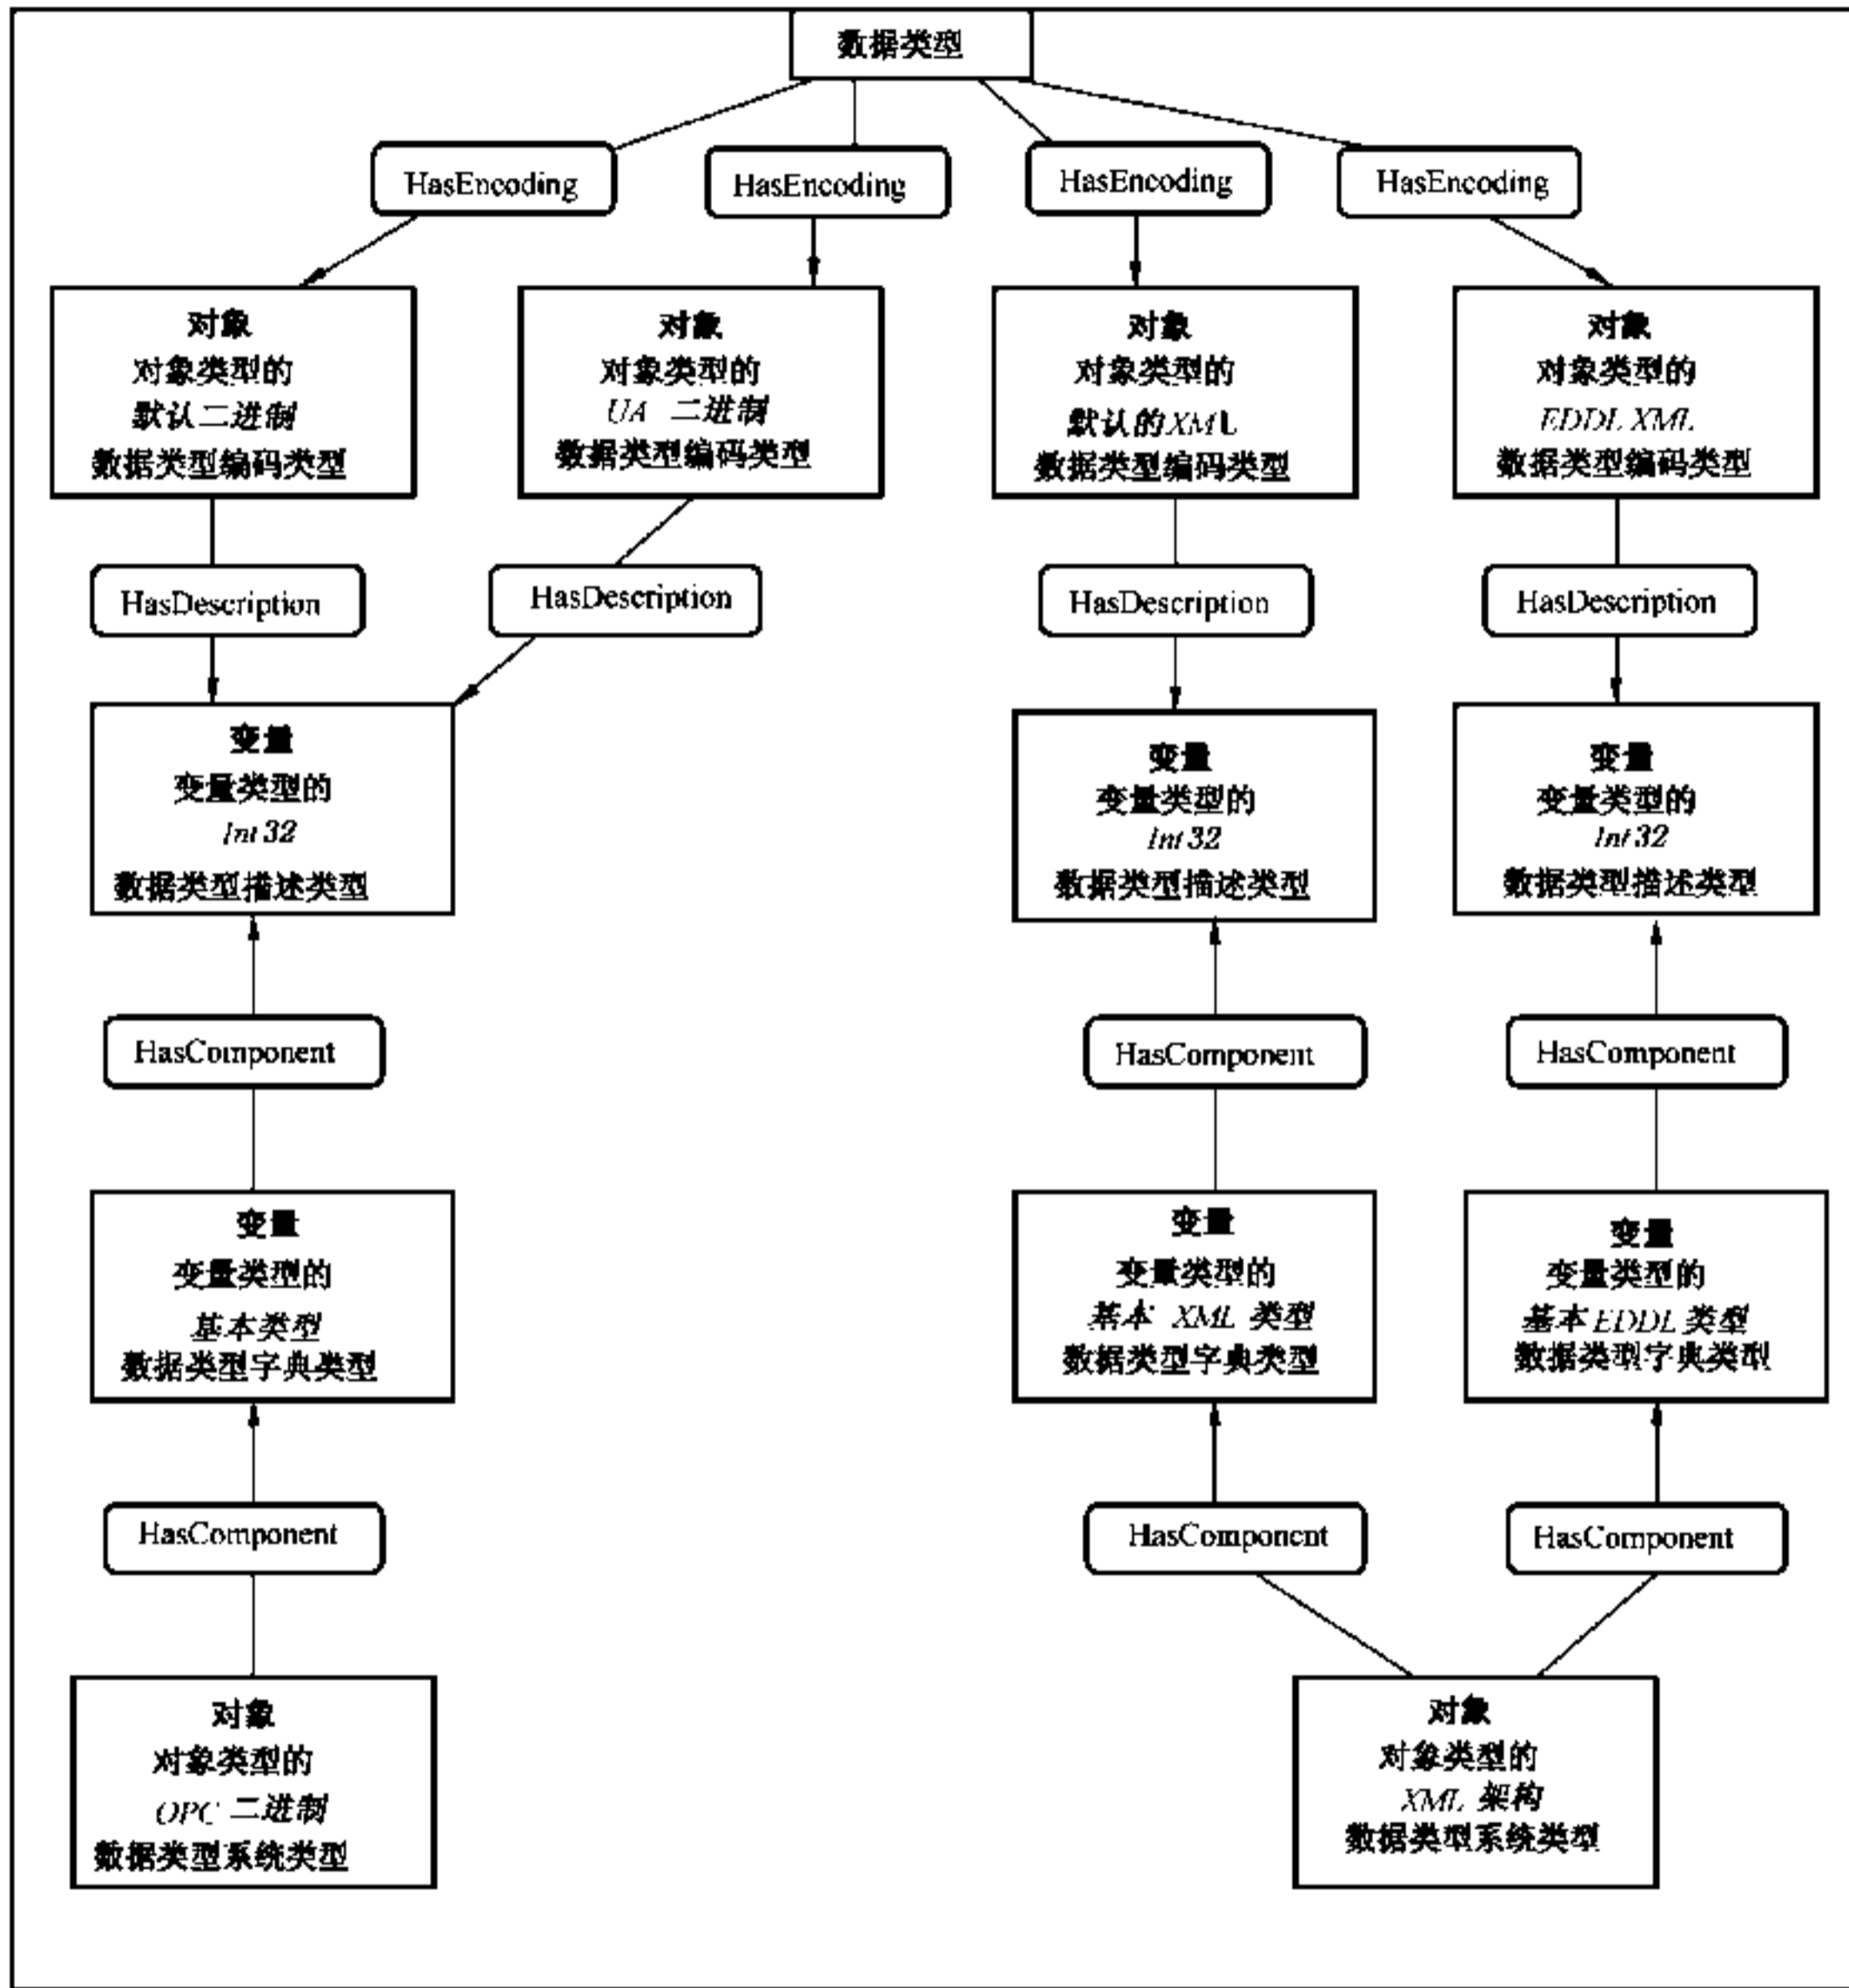 数据类型
HasEncoding
HasEncoding
HasEncoding
HasEncoding
对象
对象类型的
默认二进制
数据类型编码类型
对象
对象类型的
UA 二进制
数据类型编码类型
对象
对象类型的
默认的XML
数据类型编码类型
对象
对象类型的
EDDL XML
数据类型编码类型
HasDescription
HasDescription
HasDescription
HasDescription
变量
变量类型的
Int32
数据类型描述类型
变量
变量类型的
Int32
数据类型描述类型
变量
变量类型的
Int32
数据类型描述类型
HasComponent
HasComponent
HasComponent
变量
变量类型的
基本类型
数据类型字典类型
变量
变量类型的
基本 XML 类型
数据类型字典类型
变量
变量类型的
基本EDDL类型
数据类型字典类型
HasComponent
HasComponent
HasComponent
对象
对象类型的
OPC 二进制
数据类型系统类型
对象
对象类型的
XML 架构
数据类型系统类型